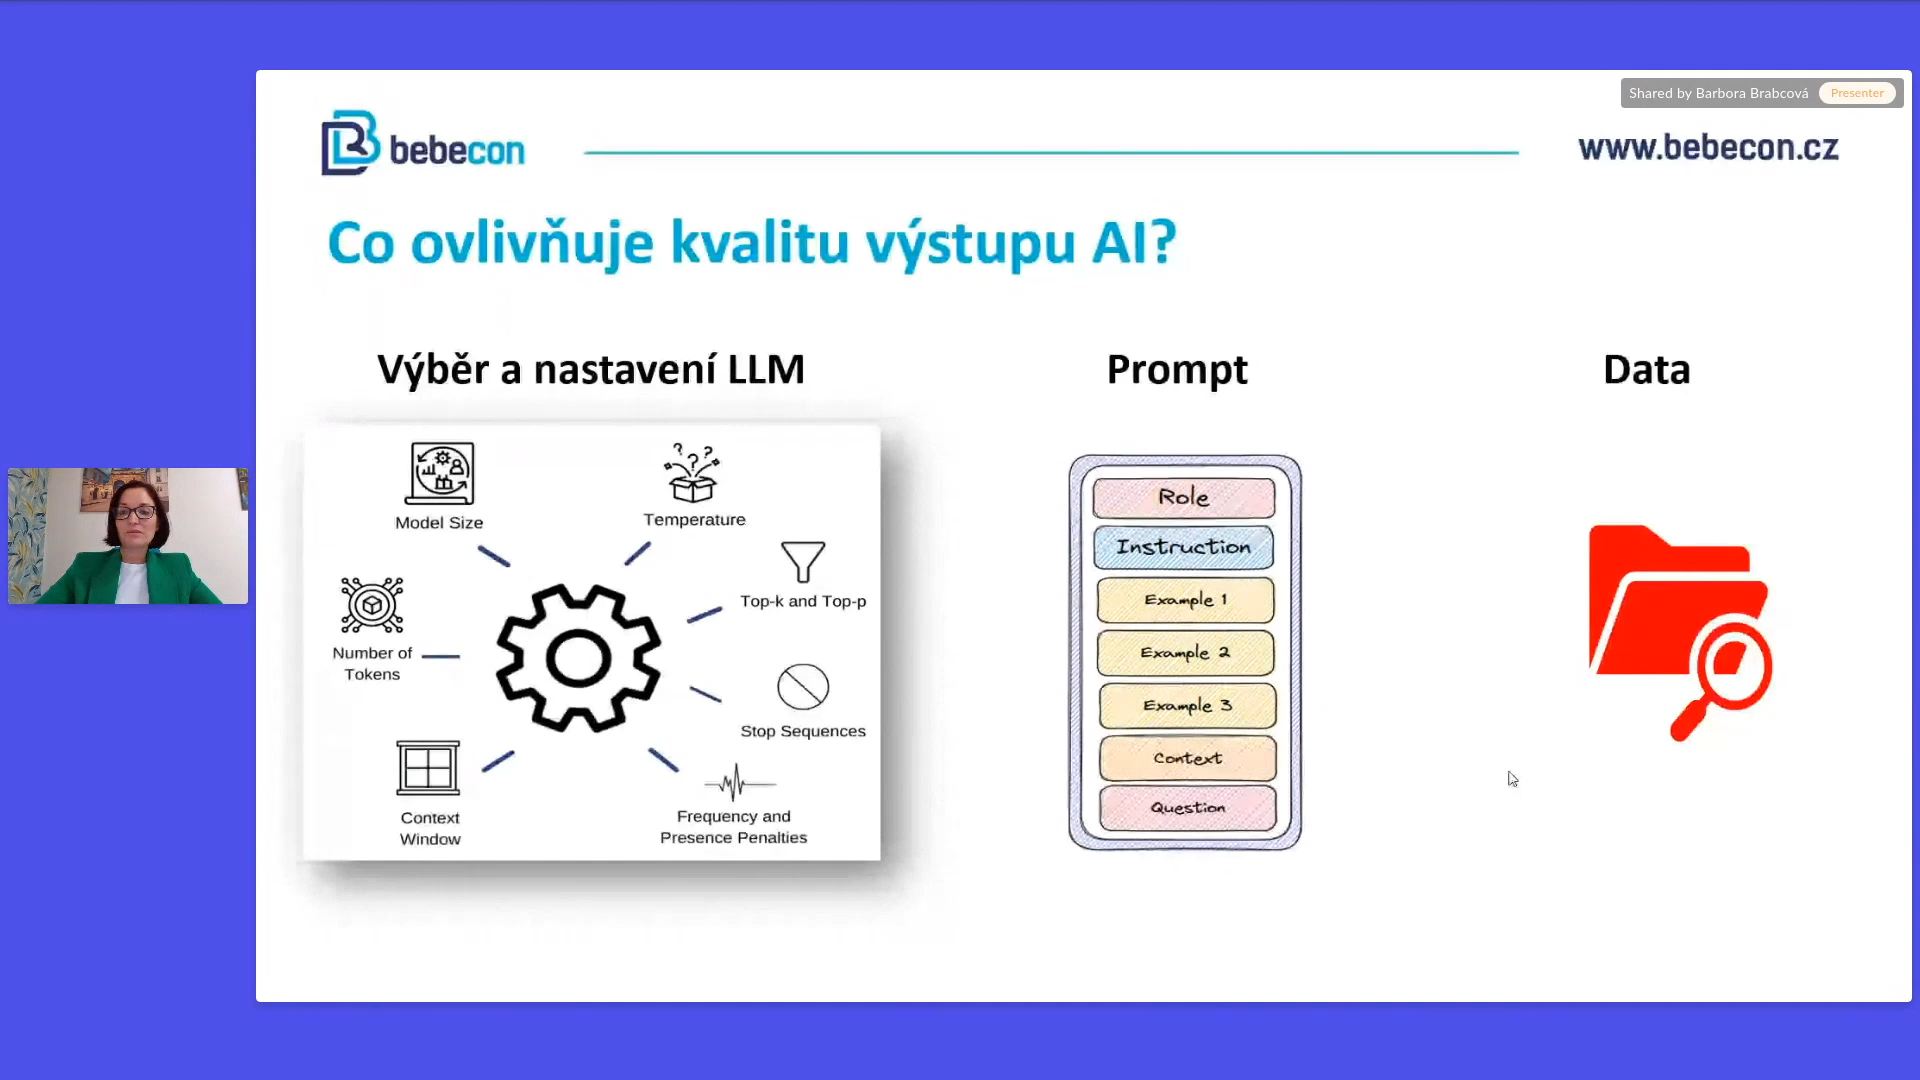 Shared by Barbora Brabcová Presenter
bebecon
www.bebecon.cz
Co ovlivňuje kvalitu výstupu AI?
Výběr a nastavení LLM
Prompt
Data
Model Size
Temperature
Top-k and Top-p
Number of
Tokens
Stop Sequences
Context
Window
Frequency and
Presence Penalties
Role
Instruction
Example 1
Example 2
Example 3
Context
Question